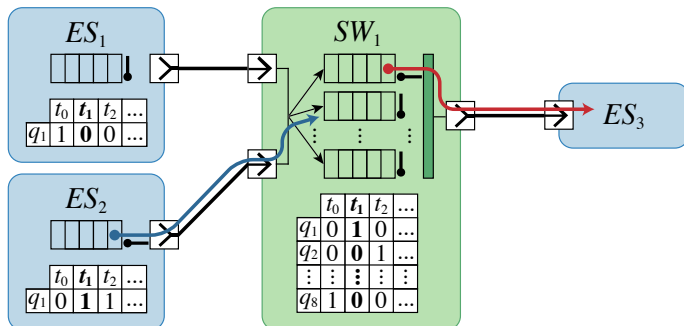 ES1
t0 t1 t2 ...
q1 1 0 0 ...
ES2
t0 t1 t2 ...
q1 0 1 1 ...
SW1
...
...
t0 t1 t2 ...
q1 0 1 0 ...
q2 0 0 1 ...
⋮ ⋮ ⋮ ⋮ ⋮
q8 1 0 0 ...
ES3